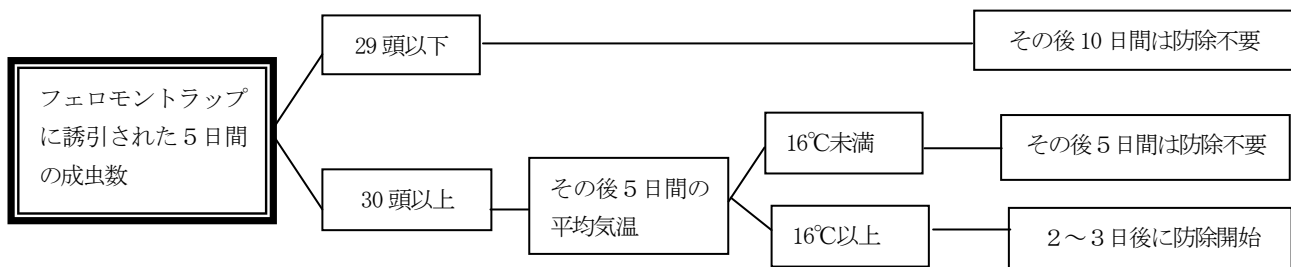 フェロモントラップ
に誘引された５日間
の成虫数
29頭以下
その後10日間は防除不要
30頭以上
その後５日間の
平均気温
16℃未満
その後５日間は防除不要
16℃以上
２～３日後に防除開始